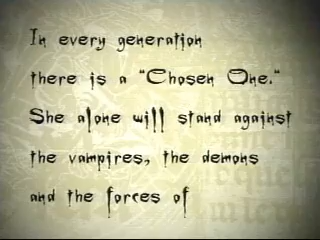 In every generation
there is a "Chosen One."
She alone will stand against
the vampires, the demons
and the forces of